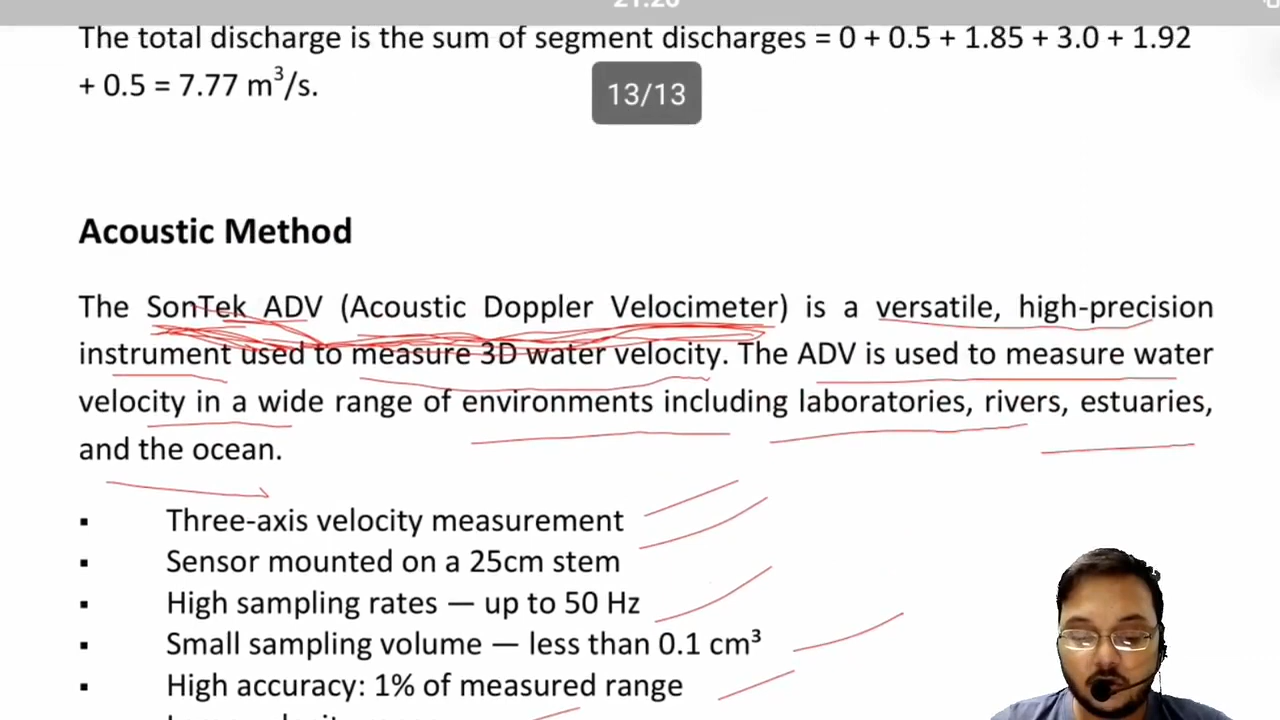 The total discharge is the sum of segment discharges = 0 + 0.5 + 1.85 + 3.0 + 1.92
+ 0.5 = 7.77 m³/s.
13/13
Acoustic Method
The SonTek ADV (Acoustic Doppler Velocimeter) is a versatile, high-precision
instrument used to measure 3D water velocity. The ADV is used to measure water
velocity in a wide range of environments including laboratories, rivers, estuaries,
and the ocean.
▪ Three-axis velocity measurement
▪ Sensor mounted on a 25cm stem
▪ High sampling rates — up to 50 Hz
▪ Small sampling volume — less than 0.1 cm³
▪ High accuracy: 1% of measured range